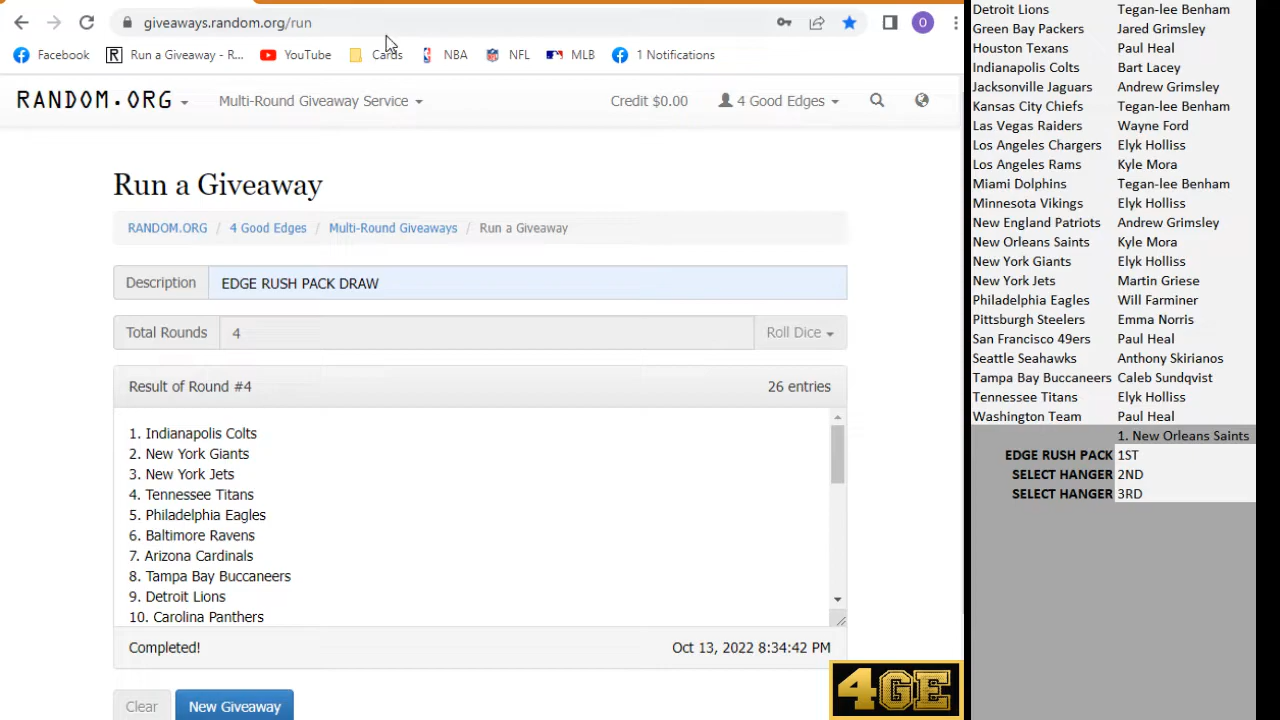 giveaways.random.org/run
Facebook Run a Giveaway - R... YouTube Cards NBA NFL MLB 1 Notifications
RANDOM.ORG Multi-Round Giveaway Service Credit $0.00 4 Good Edges
Run a Giveaway
RANDOM.ORG / 4 Good Edges / Multi-Round Giveaways / Run a Giveaway
Description EDGE RUSH PACK DRAW
Total Rounds 4 Roll Dice
Result of Round #4 26 entries
1. Indianapolis Colts
2. New York Giants
3. New York Jets
4. Tennessee Titans
5. Philadelphia Eagles
6. Baltimore Ravens
7. Arizona Cardinals
8. Tampa Bay Buccaneers
9. Detroit Lions
10. Carolina Panthers
Completed! Oct 13, 2022 8:34:42 PM
Clear New Giveaway
4GE
Detroit Lions Tegan-lee Benham
Green Bay Packers Jared Grimsley
Houston Texans Paul Heal
Indianapolis Colts Bart Lacey
Jacksonville Jaguars Andrew Grimsley
Kansas City Chiefs Tegan-lee Benham
Las Vegas Raiders Wayne Ford
Los Angeles Chargers Elyk Holliss
Los Angeles Rams Kyle Mora
Miami Dolphins Tegan-lee Benham
Minnesota Vikings Elyk Holliss
New England Patriots Andrew Grimsley
New Orleans Saints Kyle Mora
New York Giants Elyk Holliss
New York Jets Martin Griese
Philadelphia Eagles Will Farminer
Pittsburgh Steelers Emma Norris
San Francisco 49ers Paul Heal
Seattle Seahawks Anthony Skirianos
Tampa Bay Buccaneers Caleb Sundqvist
Tennessee Titans Elyk Holliss
Washington Team Paul Heal
1. New Orleans Saints
EDGE RUSH PACK 1ST
SELECT HANGER 2ND
SELECT HANGER 3RD